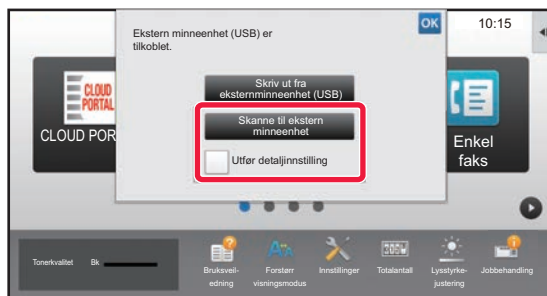 Ekstern minneenhet (USB) er
tilkoblet.
OK
10:15
Skriv ut fra
eksternminneenhet (USB)
Skanne til ekstern
minneenhet
Utfør detaljinnstilling
CLOUD
PORTAL
CLOUD POR
Enkel
faks
Tonerkvalitet Bk
Bruksveil-
edning
Forstørr
visningsmodus
Innstillinger
Totalantall
Lysstyrke-
justering
Jobbehandling